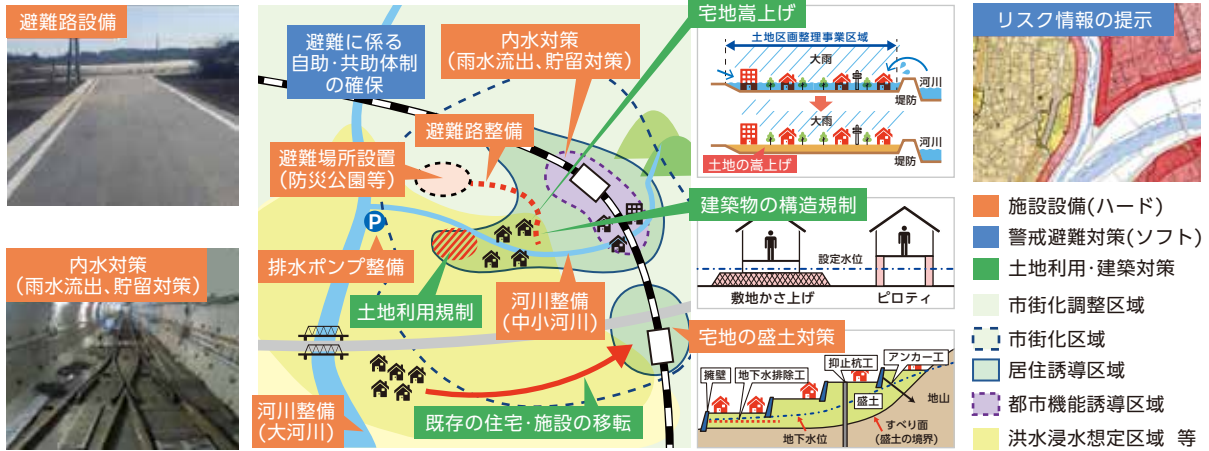 避難路設備
避難に係る
自助・共助体制
の確保
内水対策
(雨水流出、貯留対策)
宅地嵩上げ
避難路整備
避難場所設置
(防災公園等)
P
排水ポンプ整備
土地利用規制
河川整備
(中小河川)
建築物の構造規制
宅地の盛土対策
既存の住宅・施設の移転
河川整備
(大河川)
内水対策
(雨水流出、貯留対策)
土地区画整理事業区域
大雨
河川
堤防
大雨
河川
堤防
土地の嵩上げ
設定水位
敷地かさ上げ
ピロティ
擁壁
地下水排除工
抑止杭工
アンカー工
盛土
地山
地下水位
すべり面
(盛土の境界)
リスク情報の提示
施設設備(ハード)
警戒避難対策(ソフト)
土地利用・建築対策
市街化調整区域
市街化区域
居住誘導区域
都市機能誘導区域
洪水浸水想定区域 等